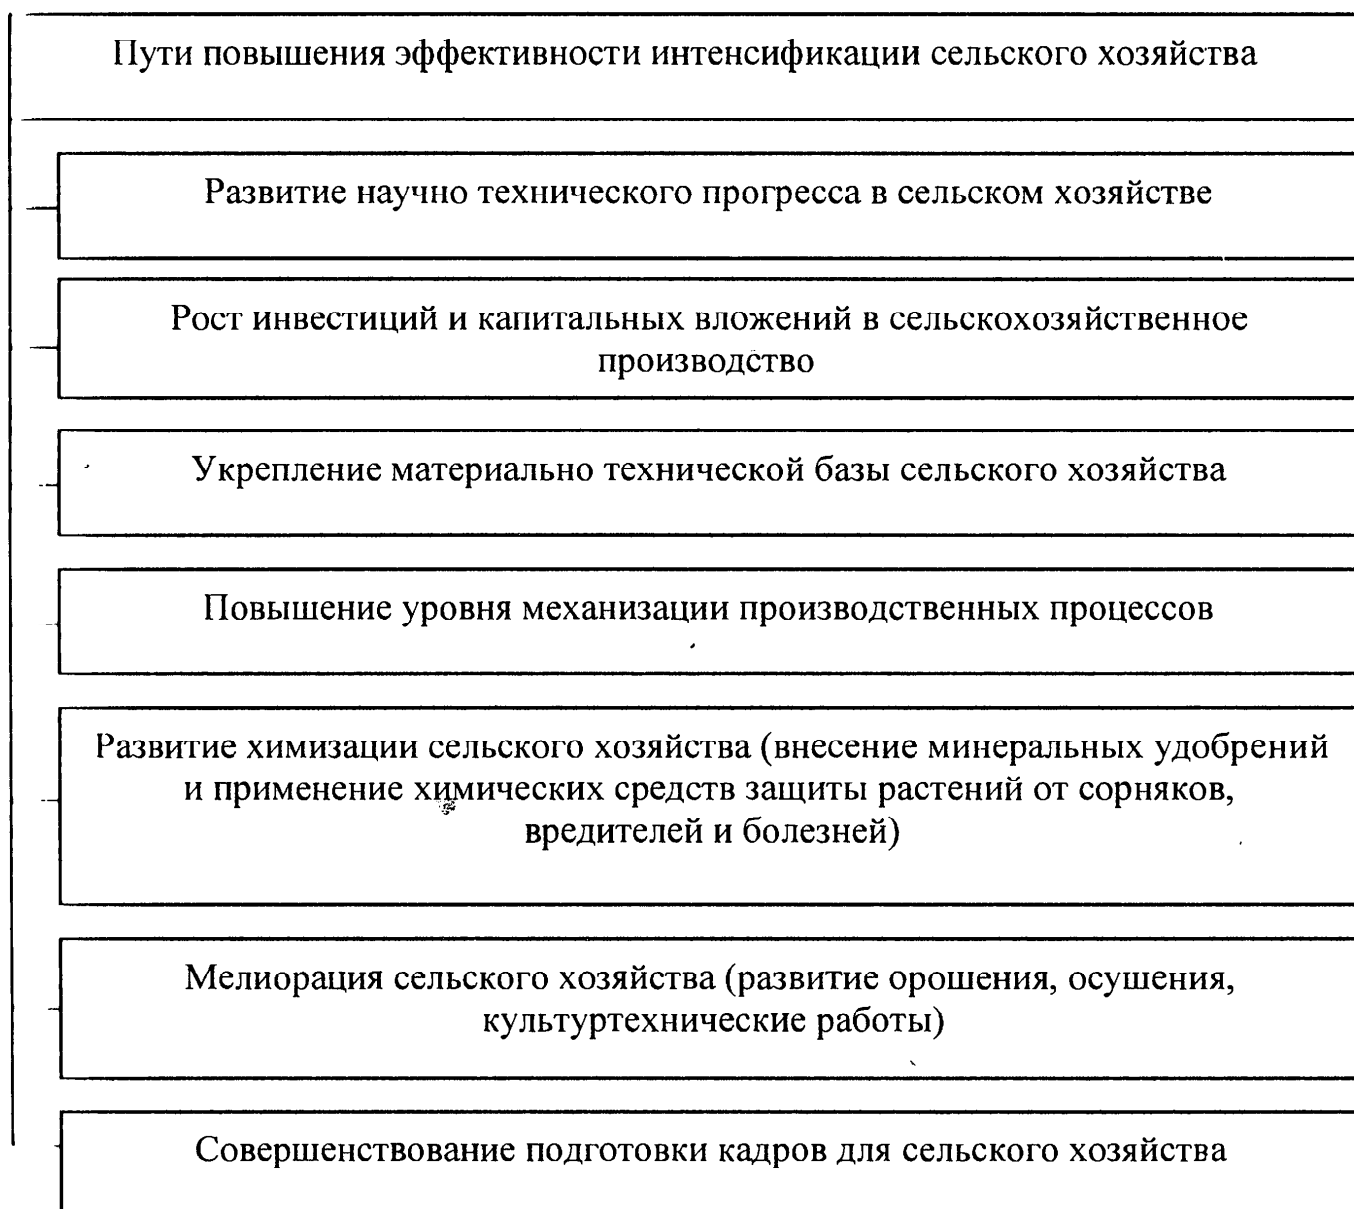 Пути повышения эффективности интенсификации сельского хозяйства
Развитие научно технического прогресса в сельском хозяйстве
Рост инвестиций и капитальных вложений в сельскохозяйственное
производство
Укрепление материально технической базы сельского хозяйства
Повышение уровня механизации производственных процессов
Развитие химизации сельского хозяйства (внесение минеральных удобрений
и применение химических средств защиты растений от сорняков,
вредителей и болезней)
Мелиорация сельского хозяйства (развитие орошения, осушения,
культуртехнические работы)
Совершенствование подготовки кадров для сельского хозяйства